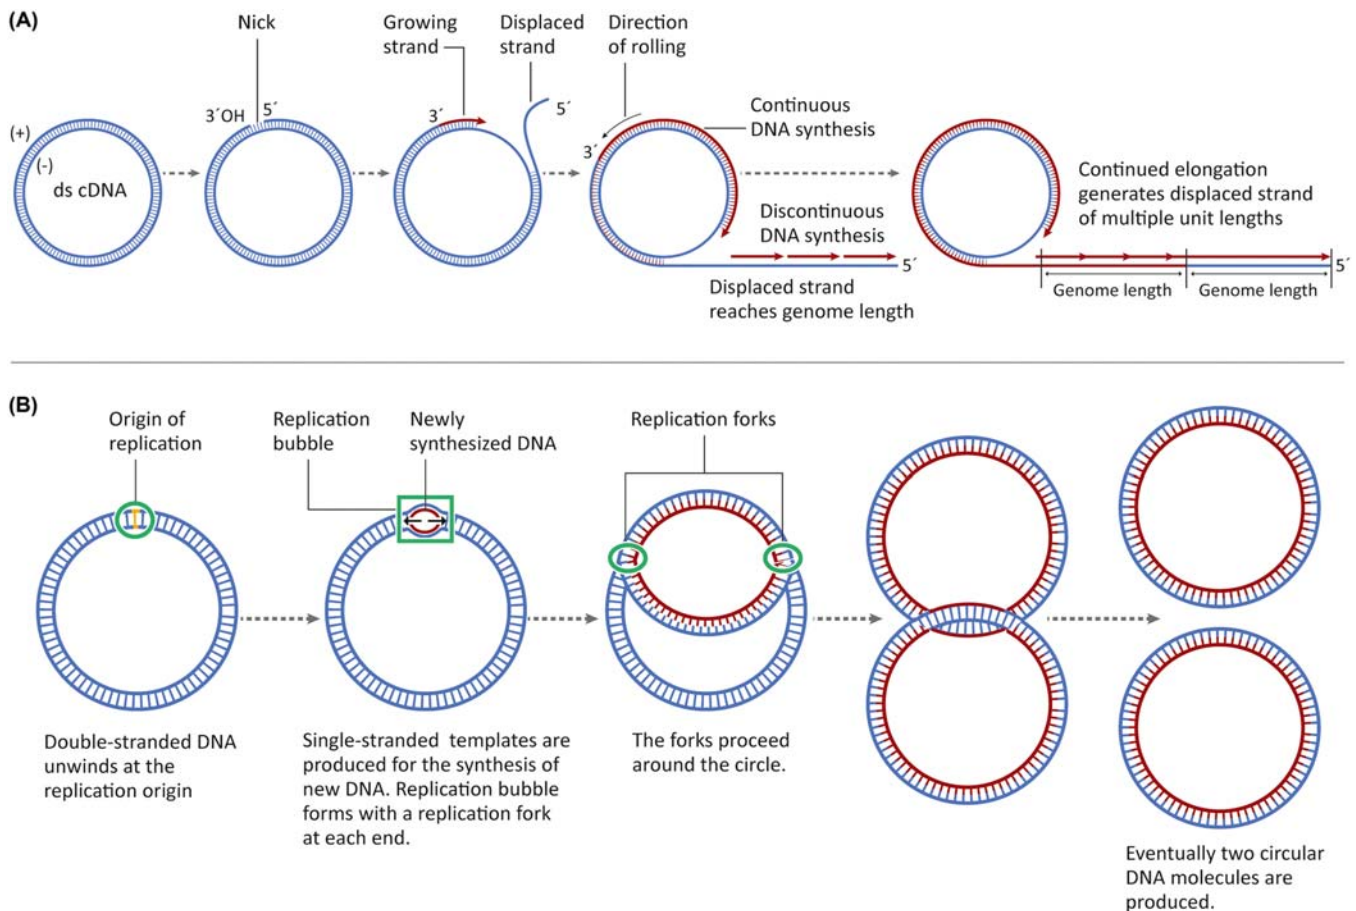 (A)
Nick
Growing
strand
Displaced
strand
Direction
of rolling
3´OH
5´
3´
5´
Continuous
DNA synthesis
(+)
(-)
ds cDNA
3´
Discontinuous
DNA synthesis
5´
Displaced strand
reaches genome length
Continued elongation
generates displaced strand
of multiple unit lengths
5´
Genome length
Genome length
(B)
Origin of
replication
Replication
bubble
Newly
synthesized DNA
Replication forks
Double-stranded DNA
unwinds at the
replication origin
Single-stranded templates are
produced for the synthesis of
new DNA. Replication bubble
forms with a replication fork
at each end.
The forks proceed
around the circle.
Eventually two circular
DNA molecules are
produced.